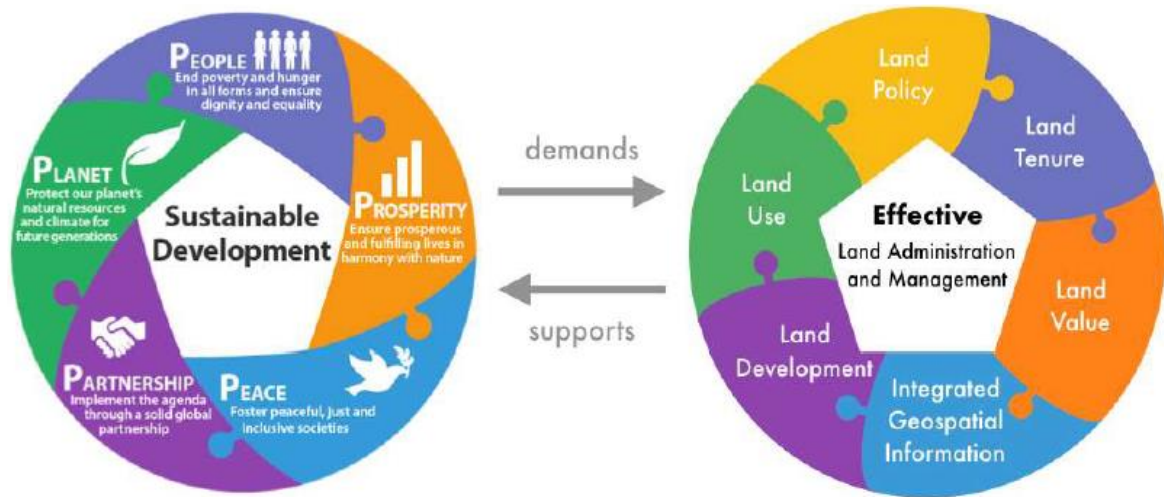 PEOPLE
End poverty and hunger
in all forms and ensure
dignity and equality
PLANET
Protect our planet's
natural resources
and climate for
future generations
PROSPERITY
Ensure prosperous
and fulfilling lives in
harmony with nature
Sustainable
Development
PARTNERSHIP
Implement the agenda
through a solid global
partnership
PEACE
Foster peaceful, just and
inclusive societies
demands
supports
Land
Policy
Land
Tenure
Land
Use
Effective
Land Administration
and Management
Land
Value
Land
Development
Integrated
Geospatial
Information